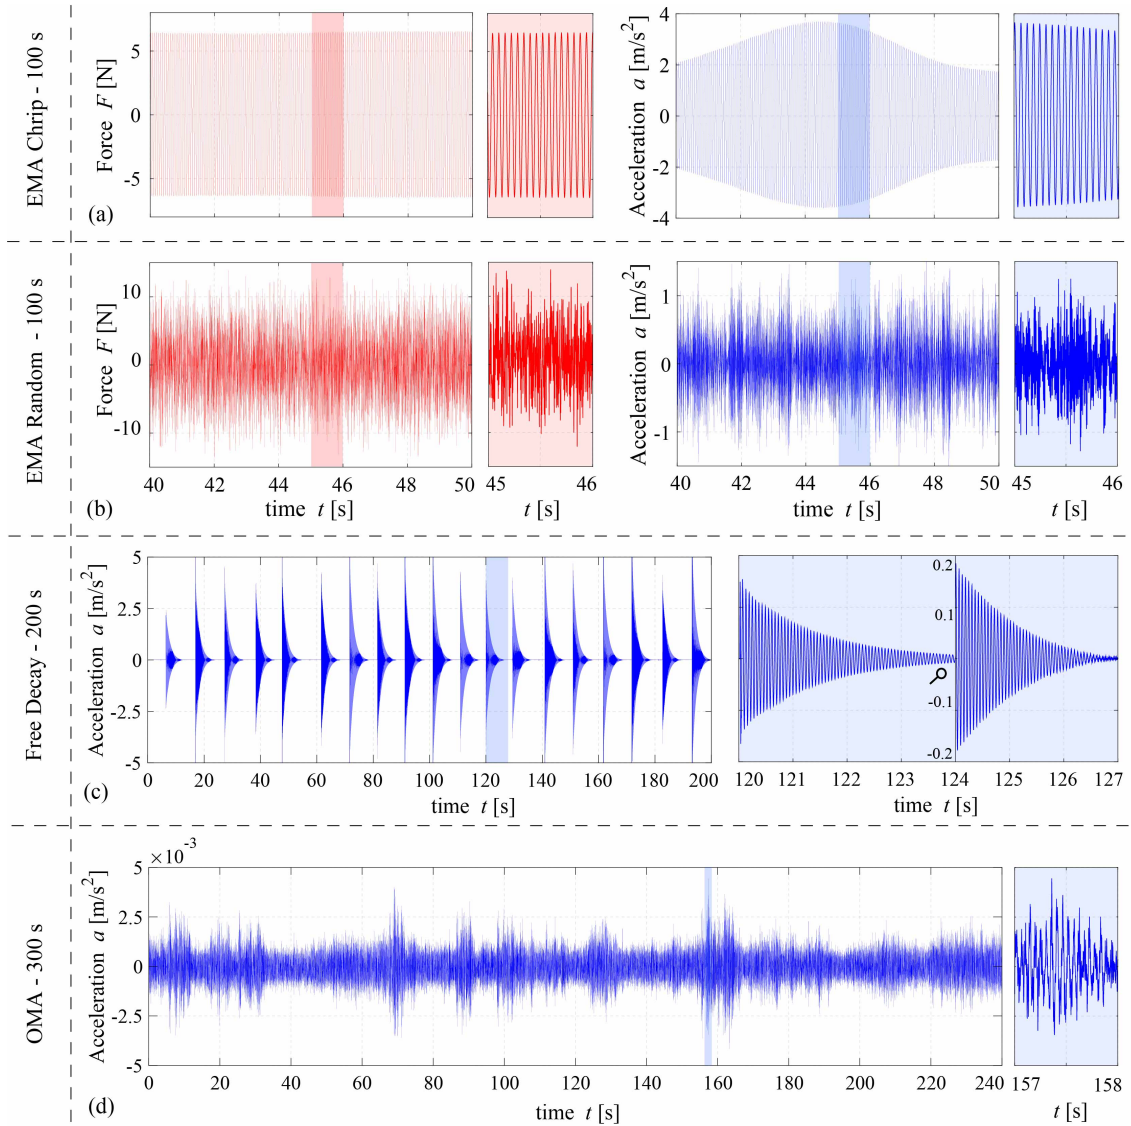 EMA Chrip - 100 s
Force F [N]
5
0
-5
Acceleration a [m/s²]
4
2
0
-2
-4
(a)
EMA Random - 100s
Force F [N]
10
0
-10
40 42 44 46 48 50
time t [s]
45 46
t [s]
Acceleration a [m/s²]
1
0
-1
40 42 44 46 48 50
time t [s]
45 46
t [s]
(b)
Free Decay - 200 s
Acceleration a [m/s²]
5
2.5
0
-2.5
-5
0 20 40 60 80 100 120 140 160 180 200
time t [s]
0.2
0.1
-0.1
-0.2
120 121 122 123 124 125 126 127
time t [s]
(c)
OMA - 300 s
×10⁻³
Acceleration a [m/s²]
5
2.5
0
-2.5
-5
0 20 40 60 80 100 120 140 160 180 200 220 240
time t [s]
157 158
t [s]
(d)